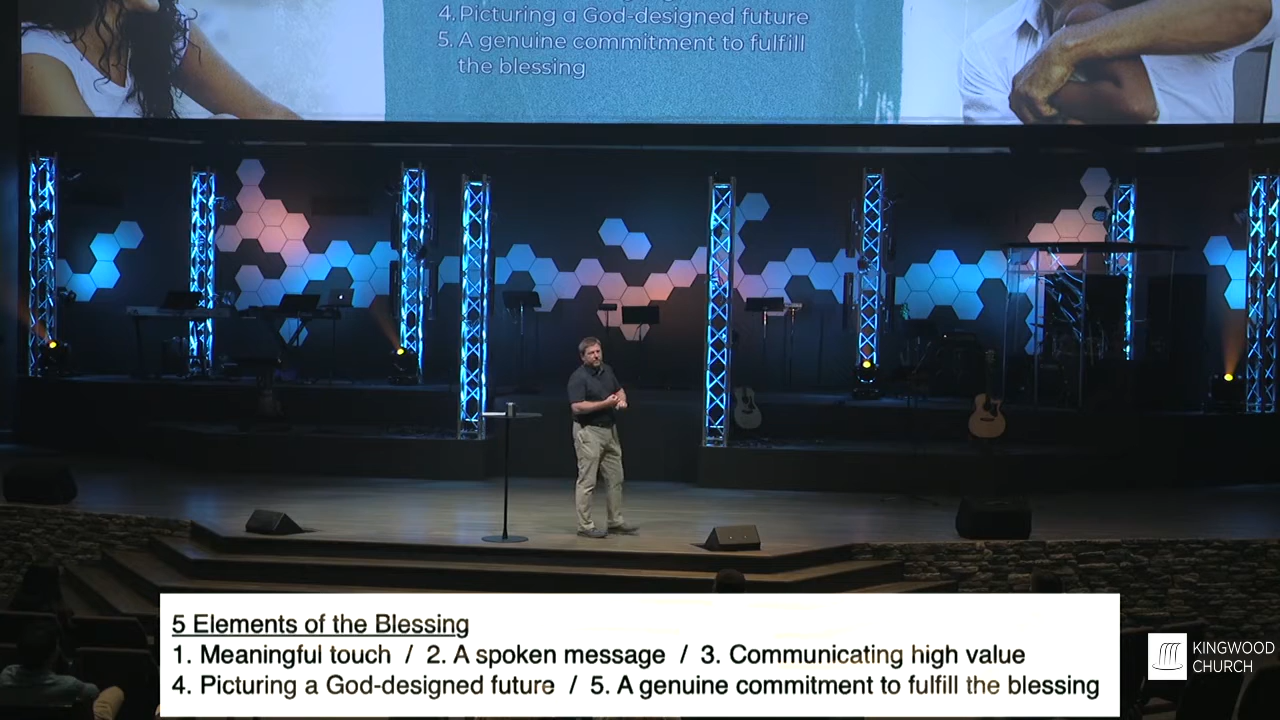 4. Picturing a God-designed future
5. A genuine commitment to fulfill
the blessing
5 Elements of the Blessing
1. Meaningful touch / 2. A spoken message / 3. Communicating high value
4. Picturing a God-designed future / 5. A genuine commitment to fulfill the blessing
KINGWOOD
CHURCH